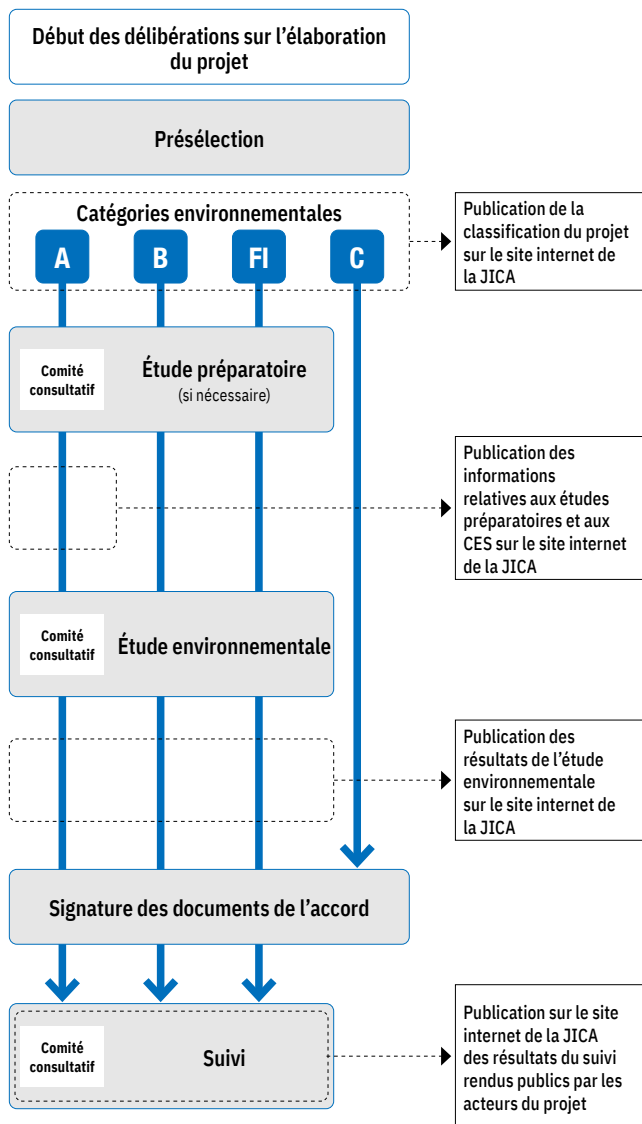 Début des délibérations sur l’élaboration
du projet
Présélection
Catégories environnementales
A B FI C
Publication de la
classification du projet
sur le site internet de
la JICA
Comité
consultatif
Étude préparatoire
(si nécessaire)
Publication des
informations
relatives aux études
préparatoires et aux
CES sur le site internet
de la JICA
Comité
consultatif
Étude environnementale
Publication des
résultats de l’étude
environnementale
sur le site internet de
la JICA
Signature des documents de l’accord
Comité
consultatif
Suivi
Publication sur le site
internet de la JICA
des résultats du suivi
rendus publics par les
acteurs du projet